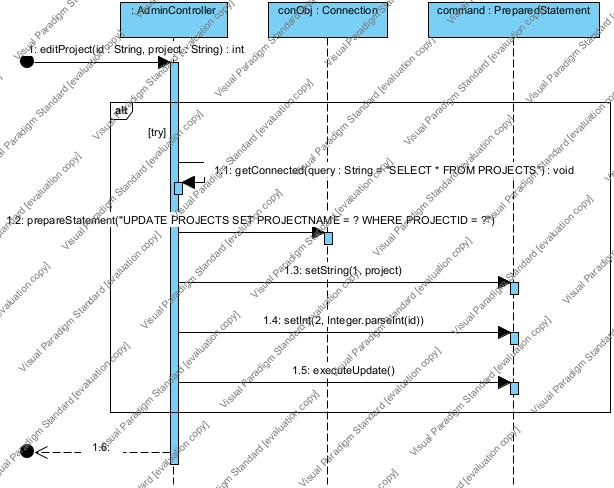 : AdminController
conObj : Connection
command : PreparedStatement
1: editProject(id : String, project : String) : int
alt
[try]
1.1: getConnected(query : String = "SELECT * FROM PROJECTS") : void
1.2: prepareStatement("UPDATE PROJECTS SET PROJECTNAME = ? WHERE PROJECTID = ?")
1.3: setString(1, project)
1.4: setInt(2, Integer.parseInt(id))
1.5: executeUpdate()
1.6:
Visual Paradigm Standard [evaluation copy]